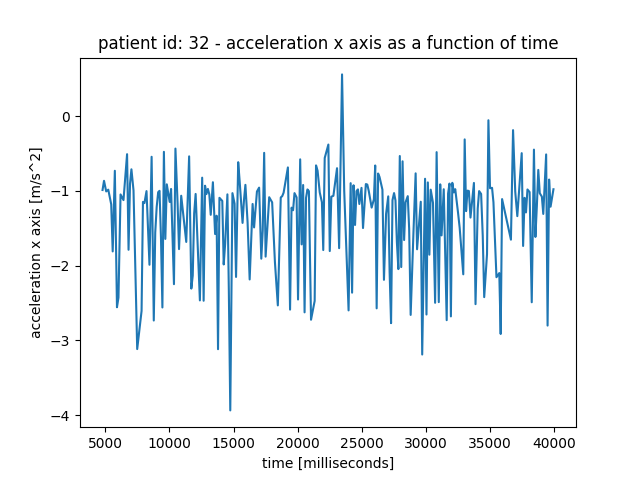 patient id: 32 - acceleration x axis as a function of time
acceleration x axis [m/s^2]
0
−1
−2
−3
−4
5000 10000 15000 20000 25000 30000 35000 40000
time [milliseconds]